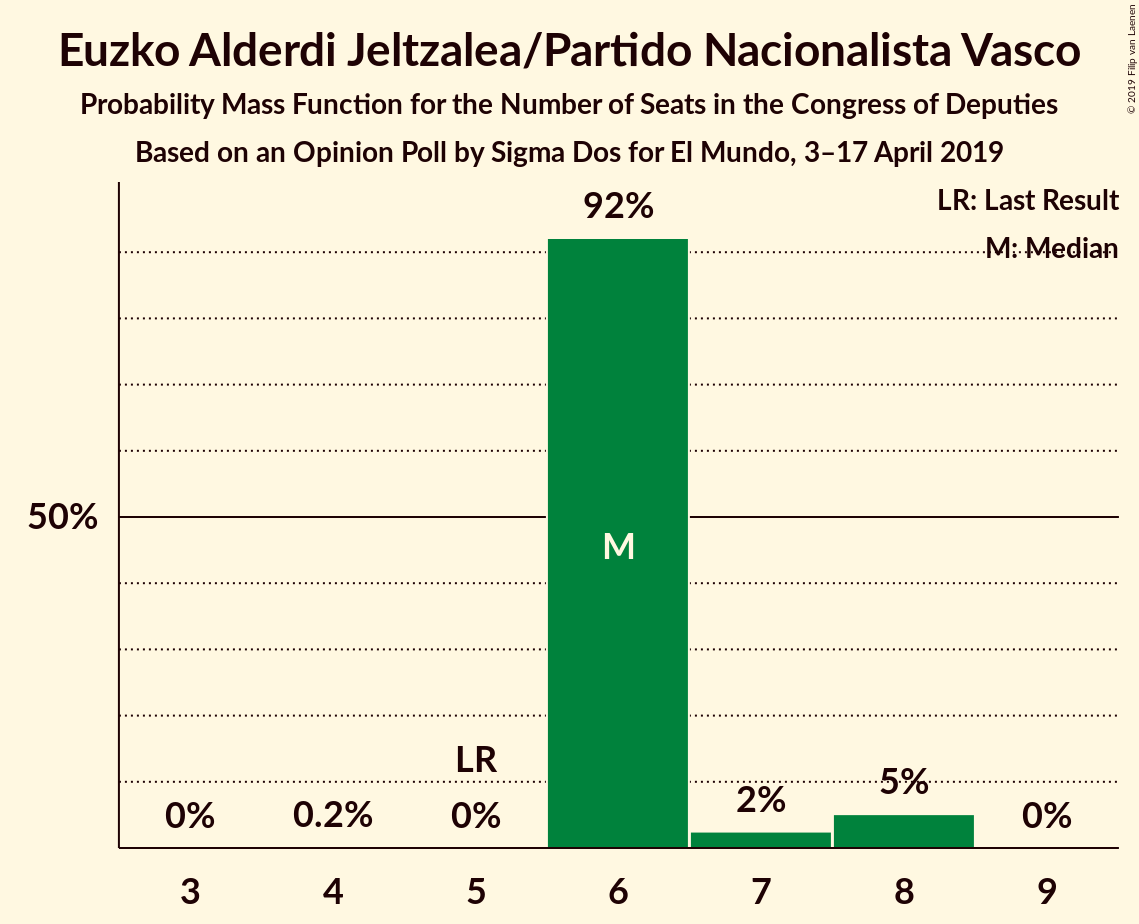 Euzko Alderdi Jeltzalea/Partido Nacionalista Vasco
Probability Mass Function for the Number of Seats in the Congress of Deputies
Based on an Opinion Poll by Sigma Dos for El Mundo, 3–17 April 2019
© 2019 Filip van Laenen
LR: Last Result
M: Median
92%
50%
M
LR
0%
0.2%
0%
2%
5%
0%
3
4
5
6
7
8
9